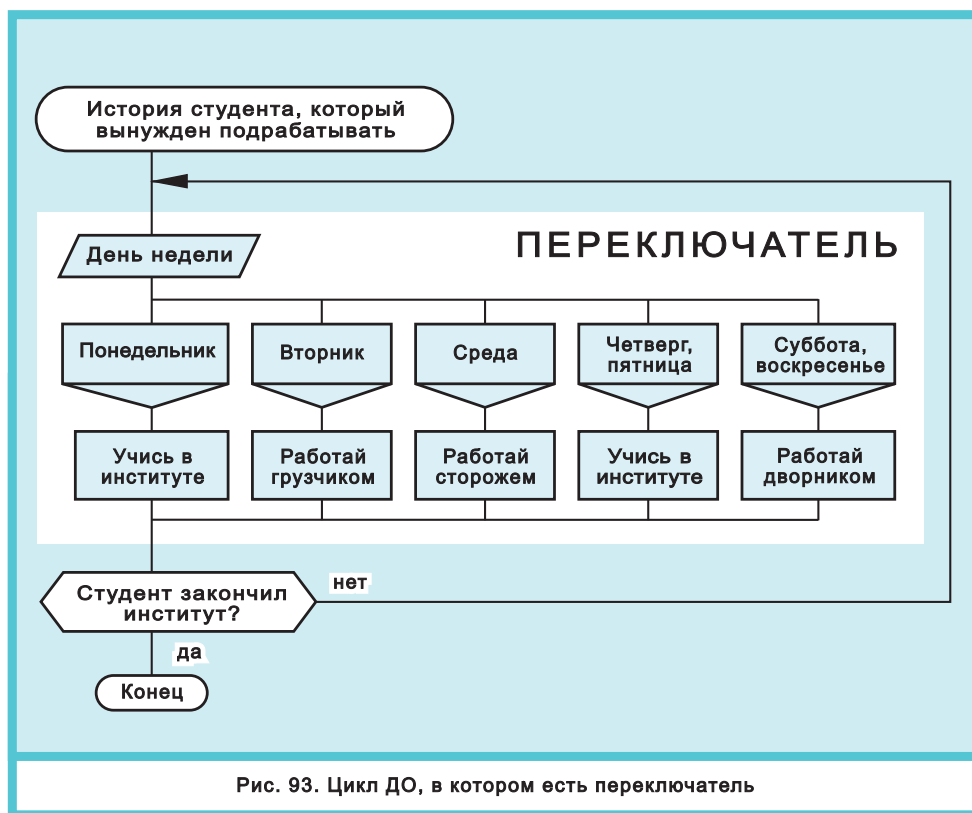 История студента, который
вынужден подрабатывать
День недели
ПЕРЕКЛЮЧАТЕЛЬ
Понедельник
Вторник
Среда
Четверг,
пятница
Суббота,
воскресенье
Учись в
институте
Работай
грузчиком
Работай
сторожем
Учись в
институте
Работай
дворником
Студент закончил
институт?
нет
да
Конец
Рис. 93. Цикл ДО, в котором есть переключатель